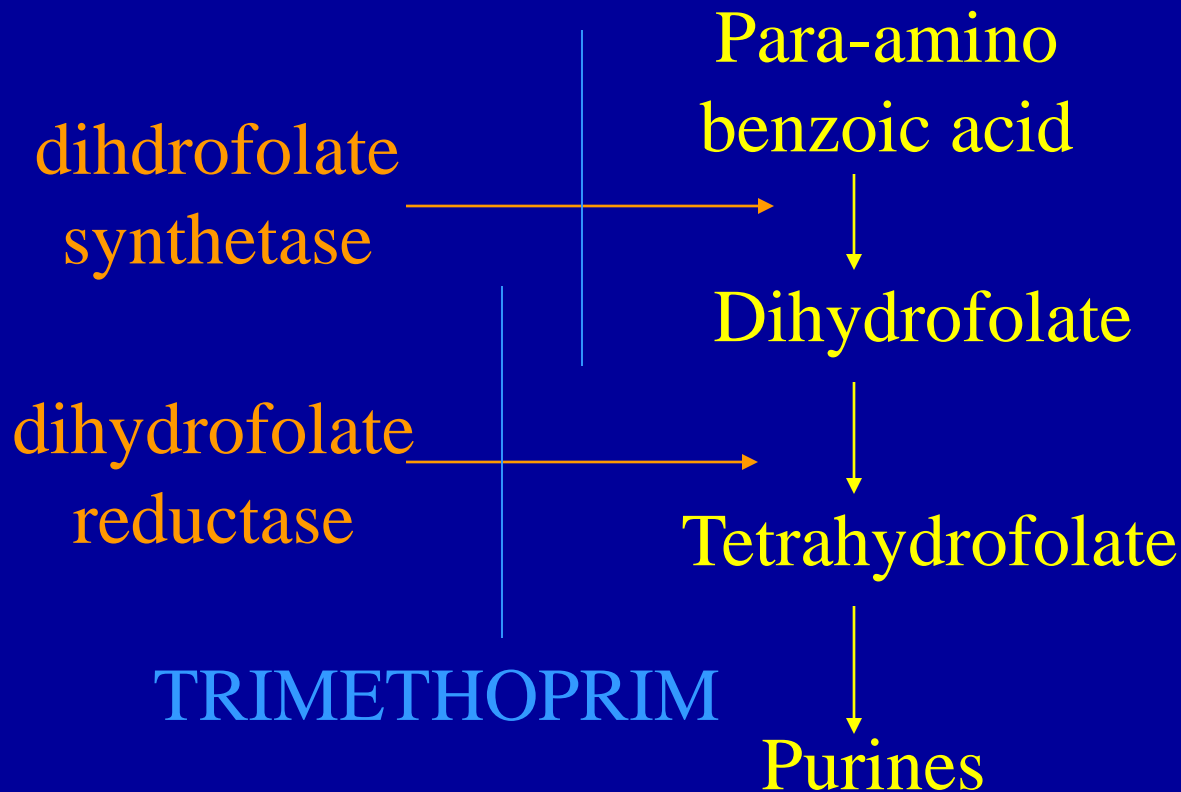 Para-amino
benzoic acid
dihdrofolate
synthetase
Dihydrofolate
dihydrofolate
reductase
Tetrahydrofolate
TRIMETHOPRIM
Purines